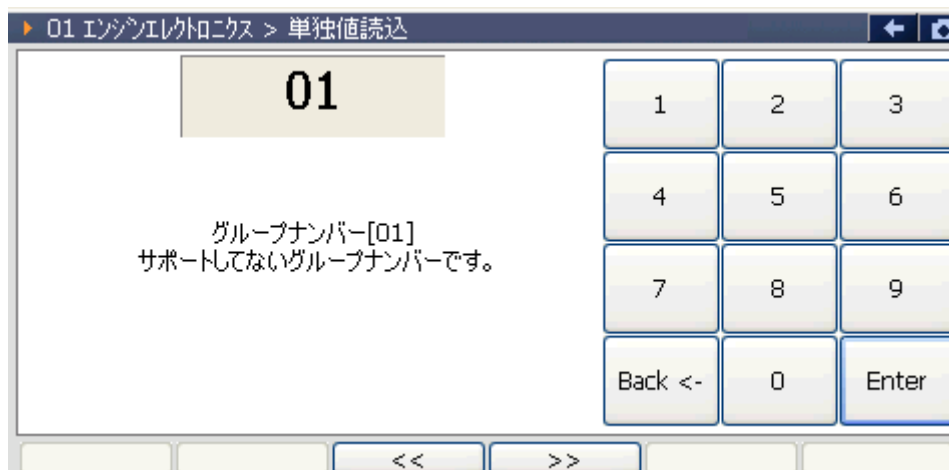 01 エンジンエレクトロニクス > 単独値読込
01
グループナンバー[01]
サポートしてないグループナンバーです。
1 2 3
4 5 6
7 8 9
Back <- 0 Enter
<< >>